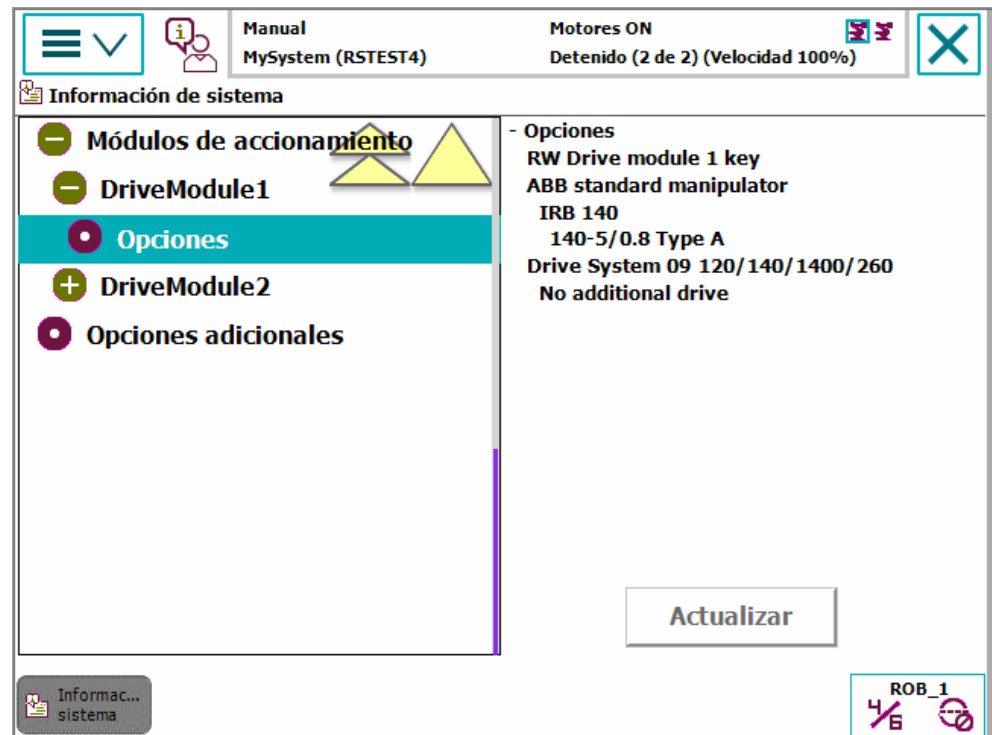 Manual
MySystem (RSTEST4)
Motores ON
Detenido (2 de 2) (Velocidad 100%)
Información de sistema
Módulos de accionamiento
DriveModule1
Opciones
DriveModule2
Opciones adicionales
- Opciones
RW Drive module 1 key
ABB standard manipulator
IRB 140
140-5/0.8 Type A
Drive System 09 120/140/1400/260
No additional drive
Actualizar
Informac...
sistema
ROB_1